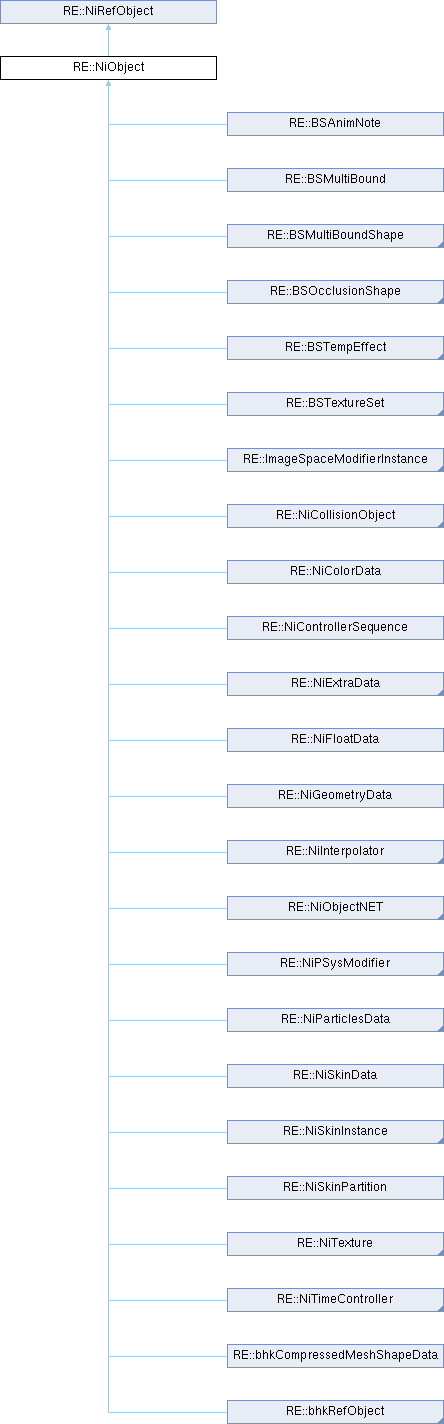 RE::NiRefObject
RE::NiObject
RE::BSAnimNote
RE::BSMultiBound
RE::BSMultiBoundShape
RE::BSOcclusionShape
RE::BSTempEffect
RE::BSTextureSet
RE::ImageSpaceModifierInstance
RE::NiCollisionObject
RE::NiColorData
RE::NiControllerSequence
RE::NiExtraData
RE::NiFloatData
RE::NiGeometryData
RE::NiInterpolator
RE::NiObjectNET
RE::NiPSysModifier
RE::NiParticlesData
RE::NiSkinData
RE::NiSkinInstance
RE::NiSkinPartition
RE::NiTexture
RE::NiTimeController
RE::bhkCompressedMeshShapeData
RE::bhkRefObject